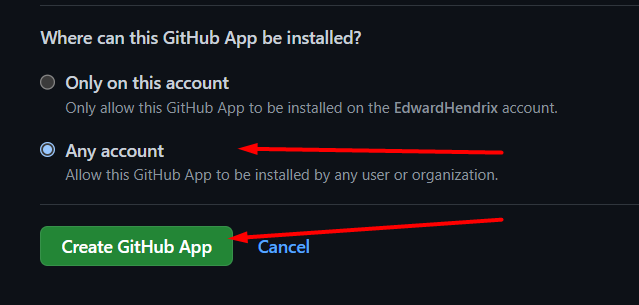 Where can this GitHub App be installed?
Only on this account
Only allow this GitHub App to be installed on the EdwardHendrix account.
Any account
Allow this GitHub App to be installed by any user or organization.
Create GitHub App Cancel